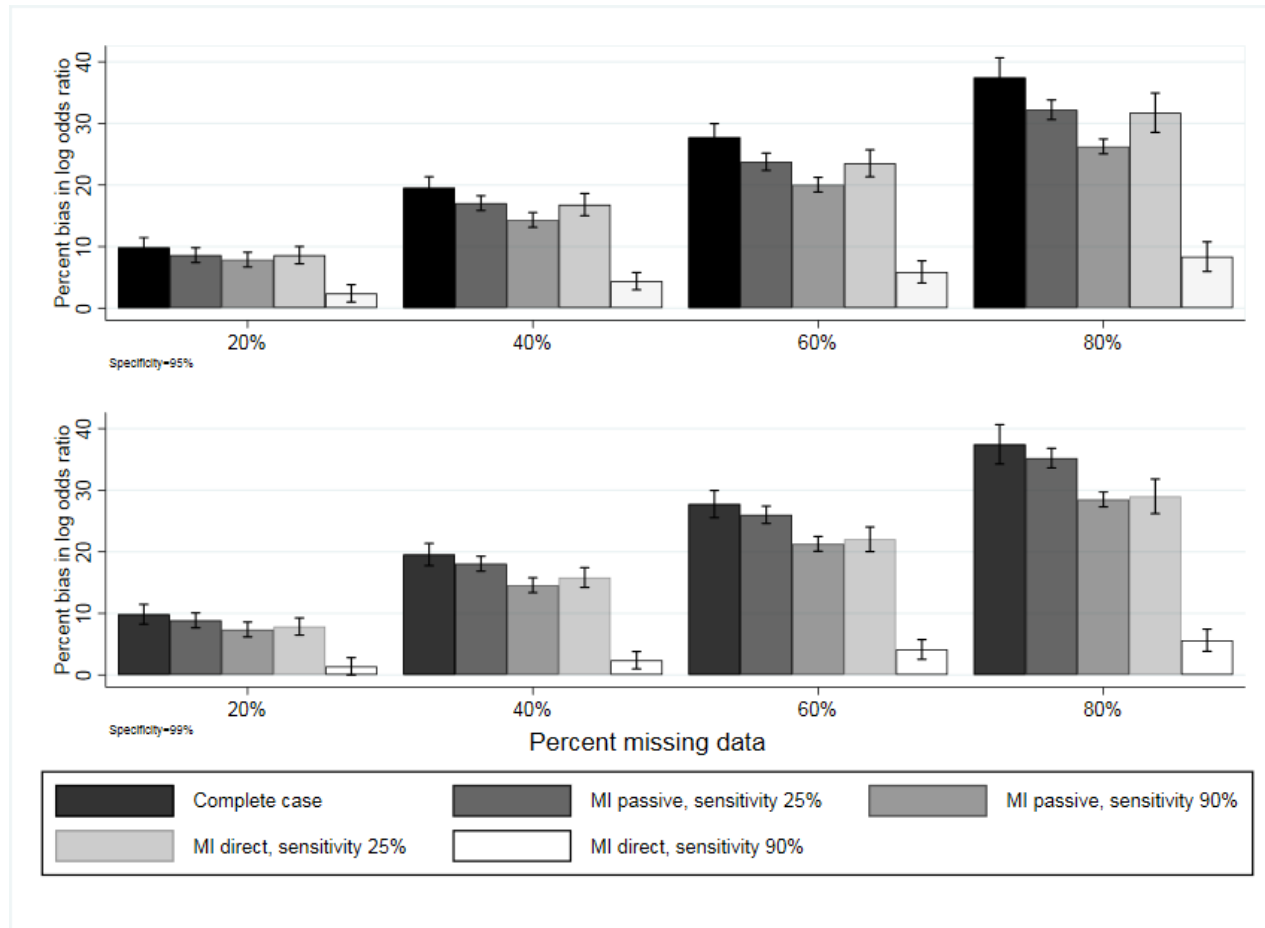 Percent bias in log odds ratio
40
30
20
10
0
20%
40%
60%
80%
Specificity=95%
Percent bias in log odds ratio
40
30
20
10
0
20%
40%
60%
80%
Specificity=99%
Percent missing data
Complete case
MI passive, sensitivity 25%
MI passive, sensitivity 90%
MI direct, sensitivity 25%
MI direct, sensitivity 90%